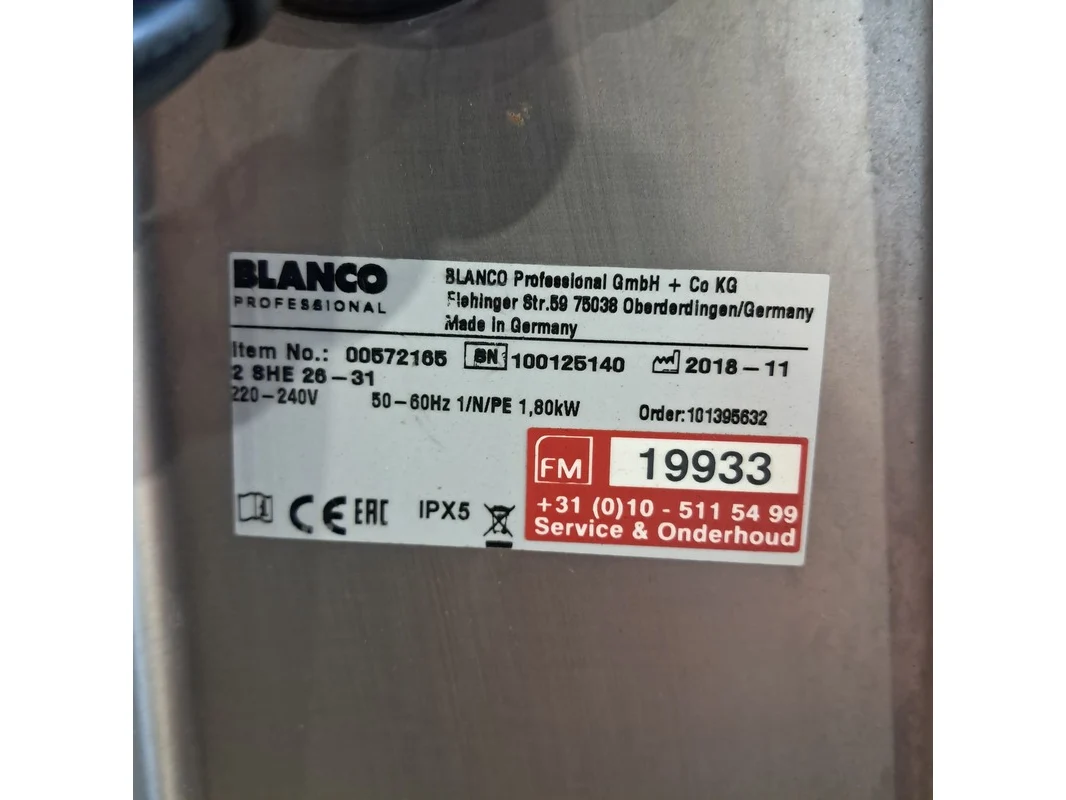 BLANCO
PROFESSIONAL
BLANCO Professional GmbH + Co KG
Flehinger Str.59 75038 Oberderdingen/Germany
Made in Germany
Item No.: 00572165 SN 100125140 2018-11
2 SHE 26-31
220-240V 50-60Hz 1/N/PE 1,80kW Order:101395632
FM 19933
+31 (0)10 - 511 54 99
Service & Onderhoud
i CE EAC IPX5